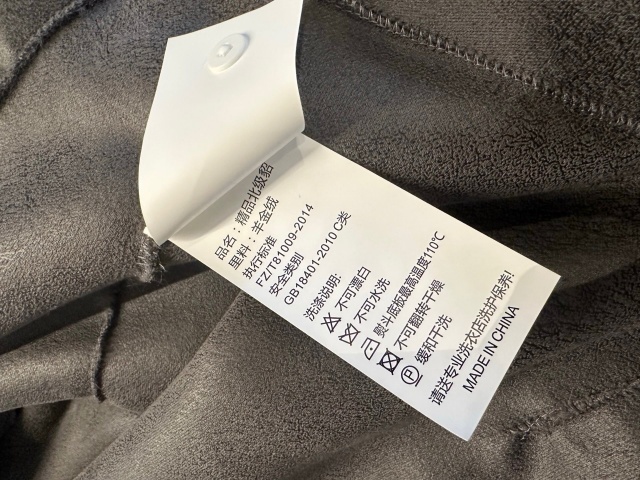 品名：精品北级貂
里料：羊金绒
执行标准
FZ/T81009-2014
安全类别
GB18401-2010 C类
洗涤说明:
不可漂白
不可水洗
熨斗底板最高温度110℃
不可翻转干燥
P 缓和干洗
请送专业洗衣店洗护保养!
MADE IN CHINA